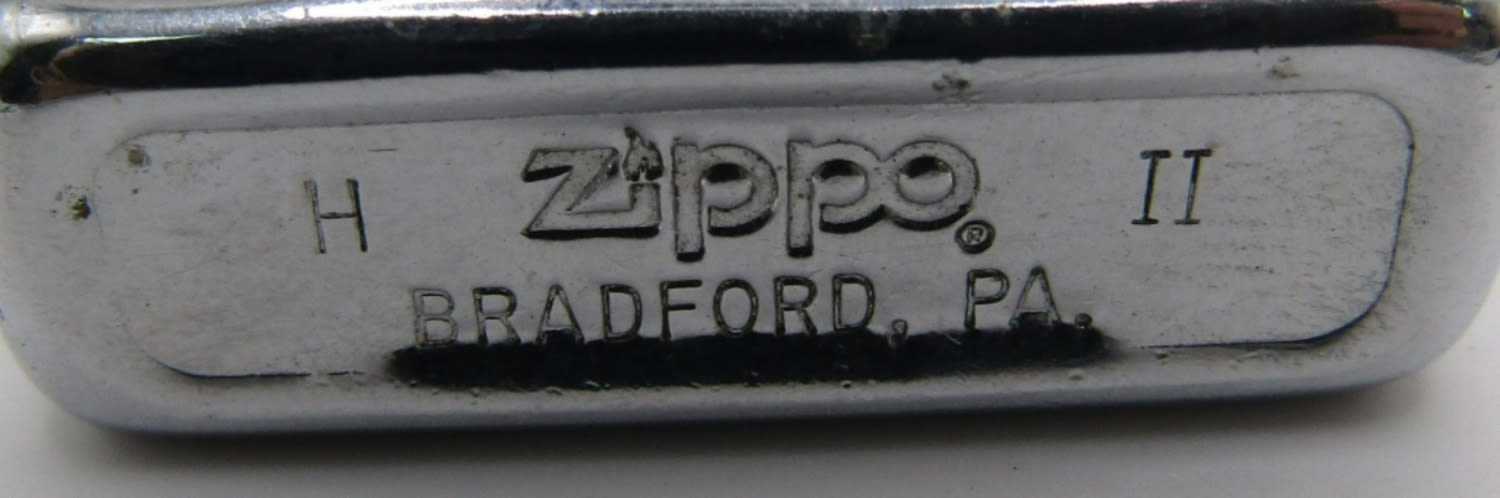 H zippo® II
BRADFORD, PA.